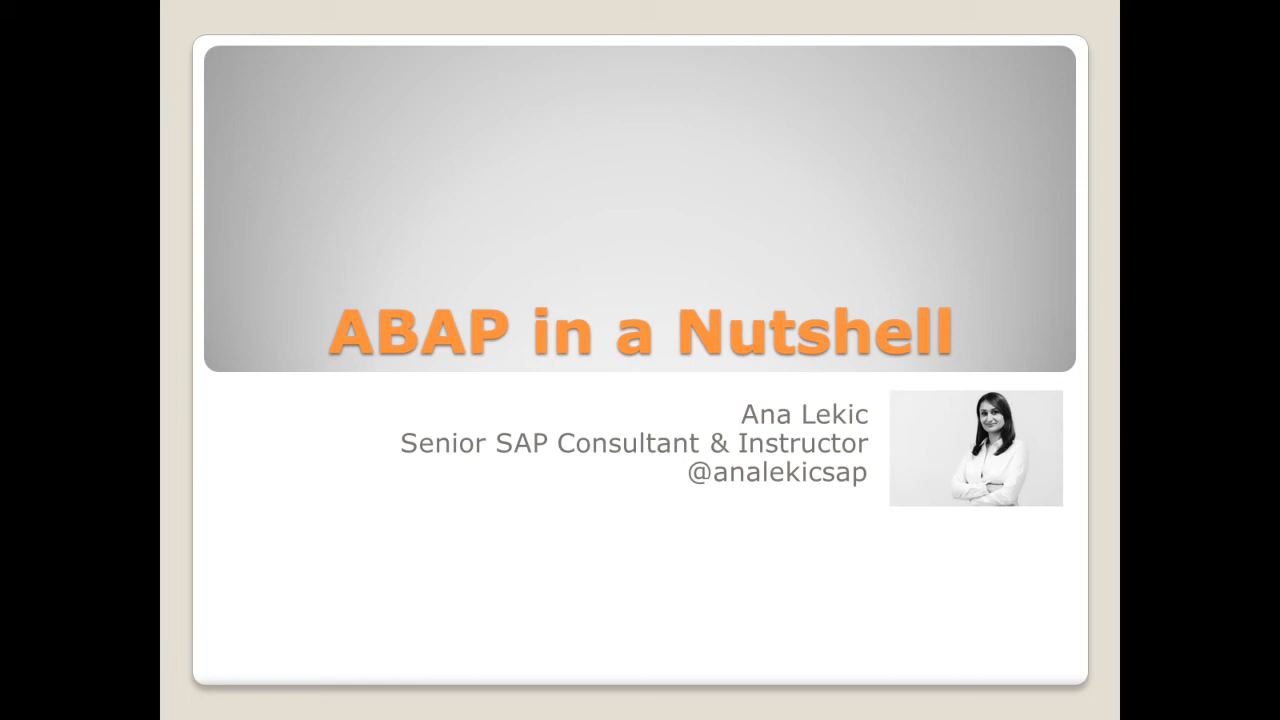 ABAP in a Nutshell
Ana Lekic
Senior SAP Consultant & Instructor
@analekicsap